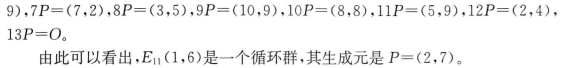 9),7P=(7,2),8P=(3,5),9P=(10,9),10P=(8,8),11P=(5,9),12P=(2,4),
13P=O。
由此可以看出,E₁₁(1,6)是一个循环群,其生成元是 P=(2,7)。